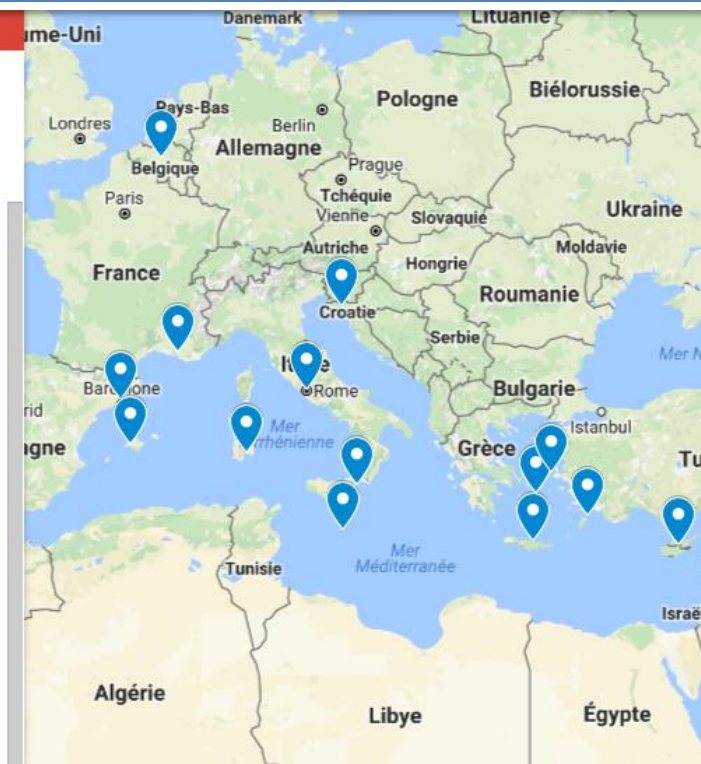 Danemark
Lituanie
ume-Uni
Biélorussie
Pays-Bas
Pologne
Londres
Berlin
Allemagne
Belgique
Prague
Tchéquie
Paris
Ukraine
Vienne
Slovaquie
Autriche
Moldavie
Hongrie
France
Roumanie
Croatie
Serbie
Mer N
Rome
Bulgarie
rid
Istanbul
Mer
rrhénienne
agne
Grèce
Tu
Mer
Méditerranée
Tunisie
Israë
Algérie
Libye
Égypte